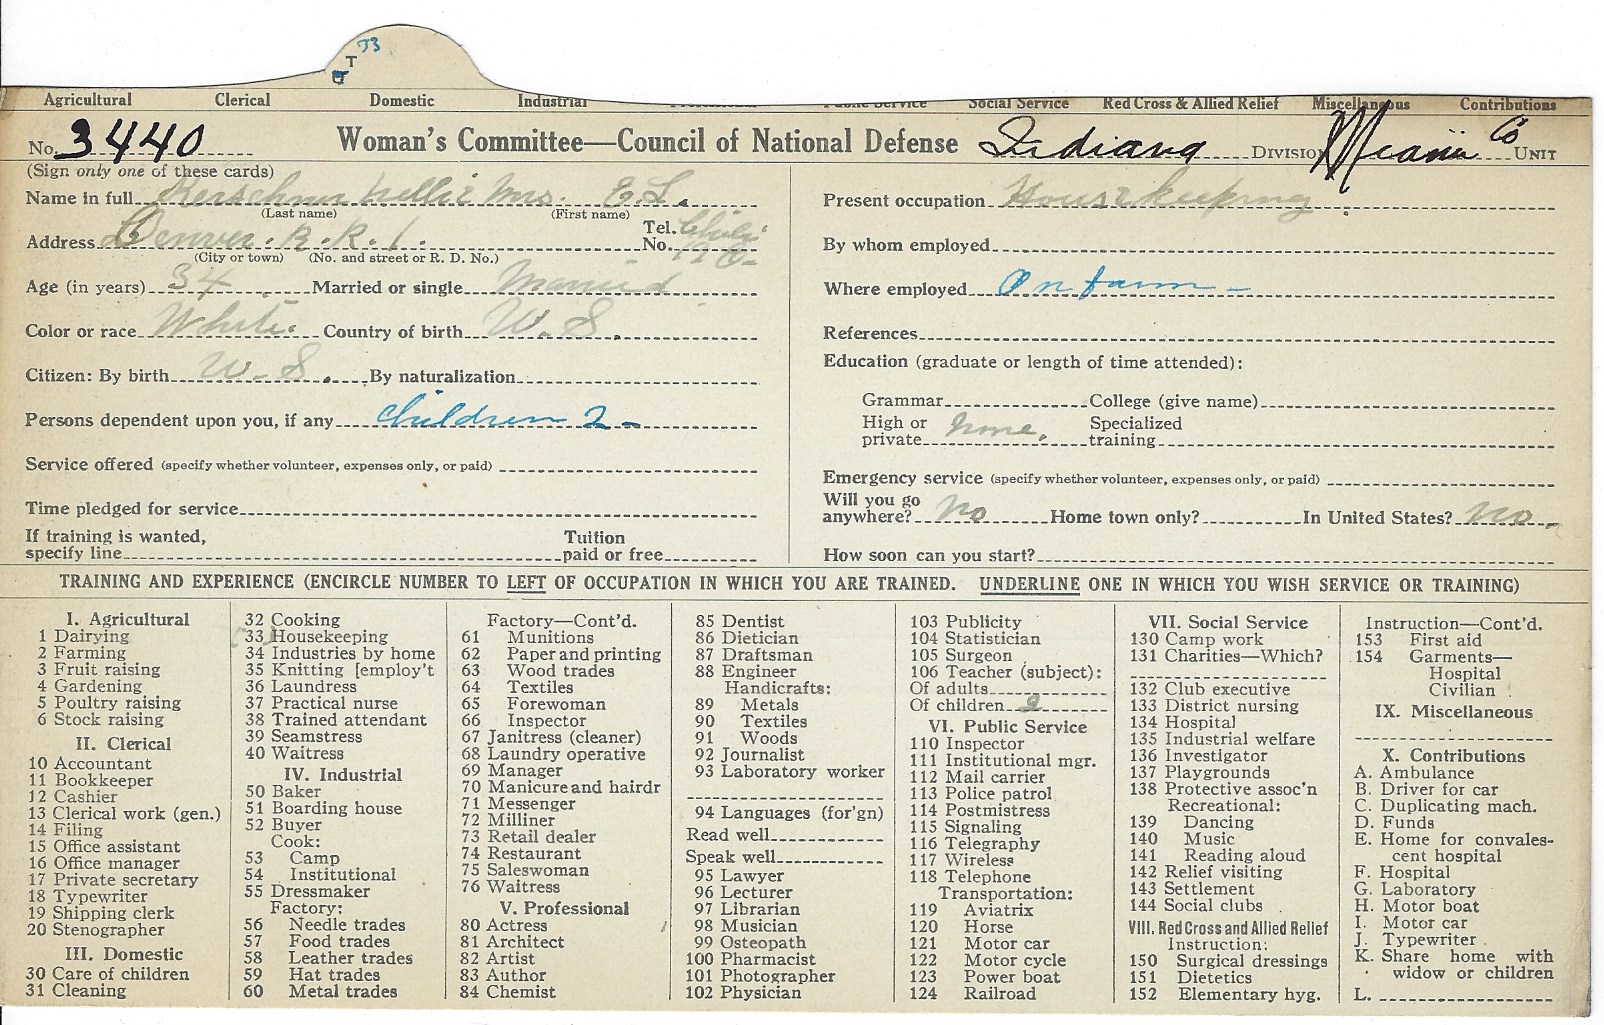 T 73
Agricultural Clerical Domestic Industrial Professional Public Service Social Service Red Cross & Allied Relief Miscellaneous Contributions
No. 3440 Woman's Committee—Council of National Defense Indiana DIVISION Miami Co UNIT
(Sign only one of these cards)
Name in full Nellie Mrs. E. L.
(Last name) (First name)
Address Denver. R. R. 1. Tel. No.
(City or town) (No. and street or R. D. No.)
Age (in years) 34 Married or single Married
Color or race White. Country of birth U. S.
Citizen: By birth U. S. By naturalization
Persons dependent upon you, if any Children 2 -
Service offered (specify whether volunteer, expenses only, or paid)
Time pledged for service
If training is wanted, specify line Tuition paid or free
Present occupation Housekeeping
By whom employed
Where employed On farm -
References
Education (graduate or length of time attended):
Grammar College (give name)
High or private None. Specialized training
Emergency service (specify whether volunteer, expenses only, or paid)
Will you go anywhere? No Home town only? In United States? No.
How soon can you start?
TRAINING AND EXPERIENCE (ENCIRCLE NUMBER TO LEFT OF OCCUPATION IN WHICH YOU ARE TRAINED. UNDERLINE ONE IN WHICH YOU WISH SERVICE OR TRAINING)
I. Agricultural
1 Dairying
2 Farming
3 Fruit raising
4 Gardening
5 Poultry raising
6 Stock raising
II. Clerical
10 Accountant
11 Bookkeeper
12 Cashier
13 Clerical work (gen.)
14 Filing
15 Office assistant
16 Office manager
17 Private secretary
18 Typewriter
19 Shipping clerk
20 Stenographer
III. Domestic
30 Care of children
31 Cleaning
32 Cooking
33 Housekeeping
34 Industries by home
35 Knitting [employ't
36 Laundress
37 Practical nurse
38 Trained attendant
39 Seamstress
40 Waitress
IV. Industrial
50 Baker
51 Boarding house
52 Buyer
Cook:
53 Camp
54 Institutional
55 Dressmaker
Factory:
56 Needle trades
57 Food trades
58 Leather trades
59 Hat trades
60 Metal trades
Factory—Cont'd.
61 Munitions
62 Paper and printing
63 Wood trades
64 Textiles
65 Forewoman
66 Inspector
67 Janitress (cleaner)
68 Laundry operative
69 Manager
70 Manicure and hairdr
71 Messenger
72 Milliner
73 Retail dealer
74 Restaurant
75 Saleswoman
76 Waitress
V. Professional
80 Actress
81 Architect
82 Artist
83 Author
84 Chemist
85 Dentist
86 Dietician
87 Draftsman
88 Engineer
Handicrafts:
89 Metals
90 Textiles
91 Woods
92 Journalist
93 Laboratory worker
94 Languages (for'gn)
Read well
Speak well
95 Lawyer
96 Lecturer
97 Librarian
98 Musician
99 Osteopath
100 Pharmacist
101 Photographer
102 Physician
103 Publicity
104 Statistician
105 Surgeon
106 Teacher (subject):
Of adults
Of children 2
VI. Public Service
110 Inspector
111 Institutional mgr.
112 Mail carrier
113 Police patrol
114 Postmistress
115 Signaling
116 Telegraphy
117 Wireless
118 Telephone
Transportation:
119 Aviatrix
120 Horse
121 Motor car
122 Motor cycle
123 Power boat
124 Railroad
VII. Social Service
130 Camp work
131 Charities—Which?
132 Club executive
133 District nursing
134 Hospital
135 Industrial welfare
136 Investigator
137 Playgrounds
138 Protective assoc'n
Recreational:
139 Dancing
140 Music
141 Reading aloud
142 Relief visiting
143 Settlement
144 Social clubs
VIII. Red Cross and Allied Relief
Instruction:
150 Surgical dressings
151 Dietetics
152 Elementary hyg.
Instruction—Cont'd.
153 First aid
154 Garments—
Hospital
Civilian
IX. Miscellaneous
X. Contributions
A. Ambulance
B. Driver for car
C. Duplicating mach.
D. Funds
E. Home for convales-
cent hospital
F. Hospital
G. Laboratory
H. Motor boat
I. Motor car
J. Typewriter
K. Share home with
widow or children
L.